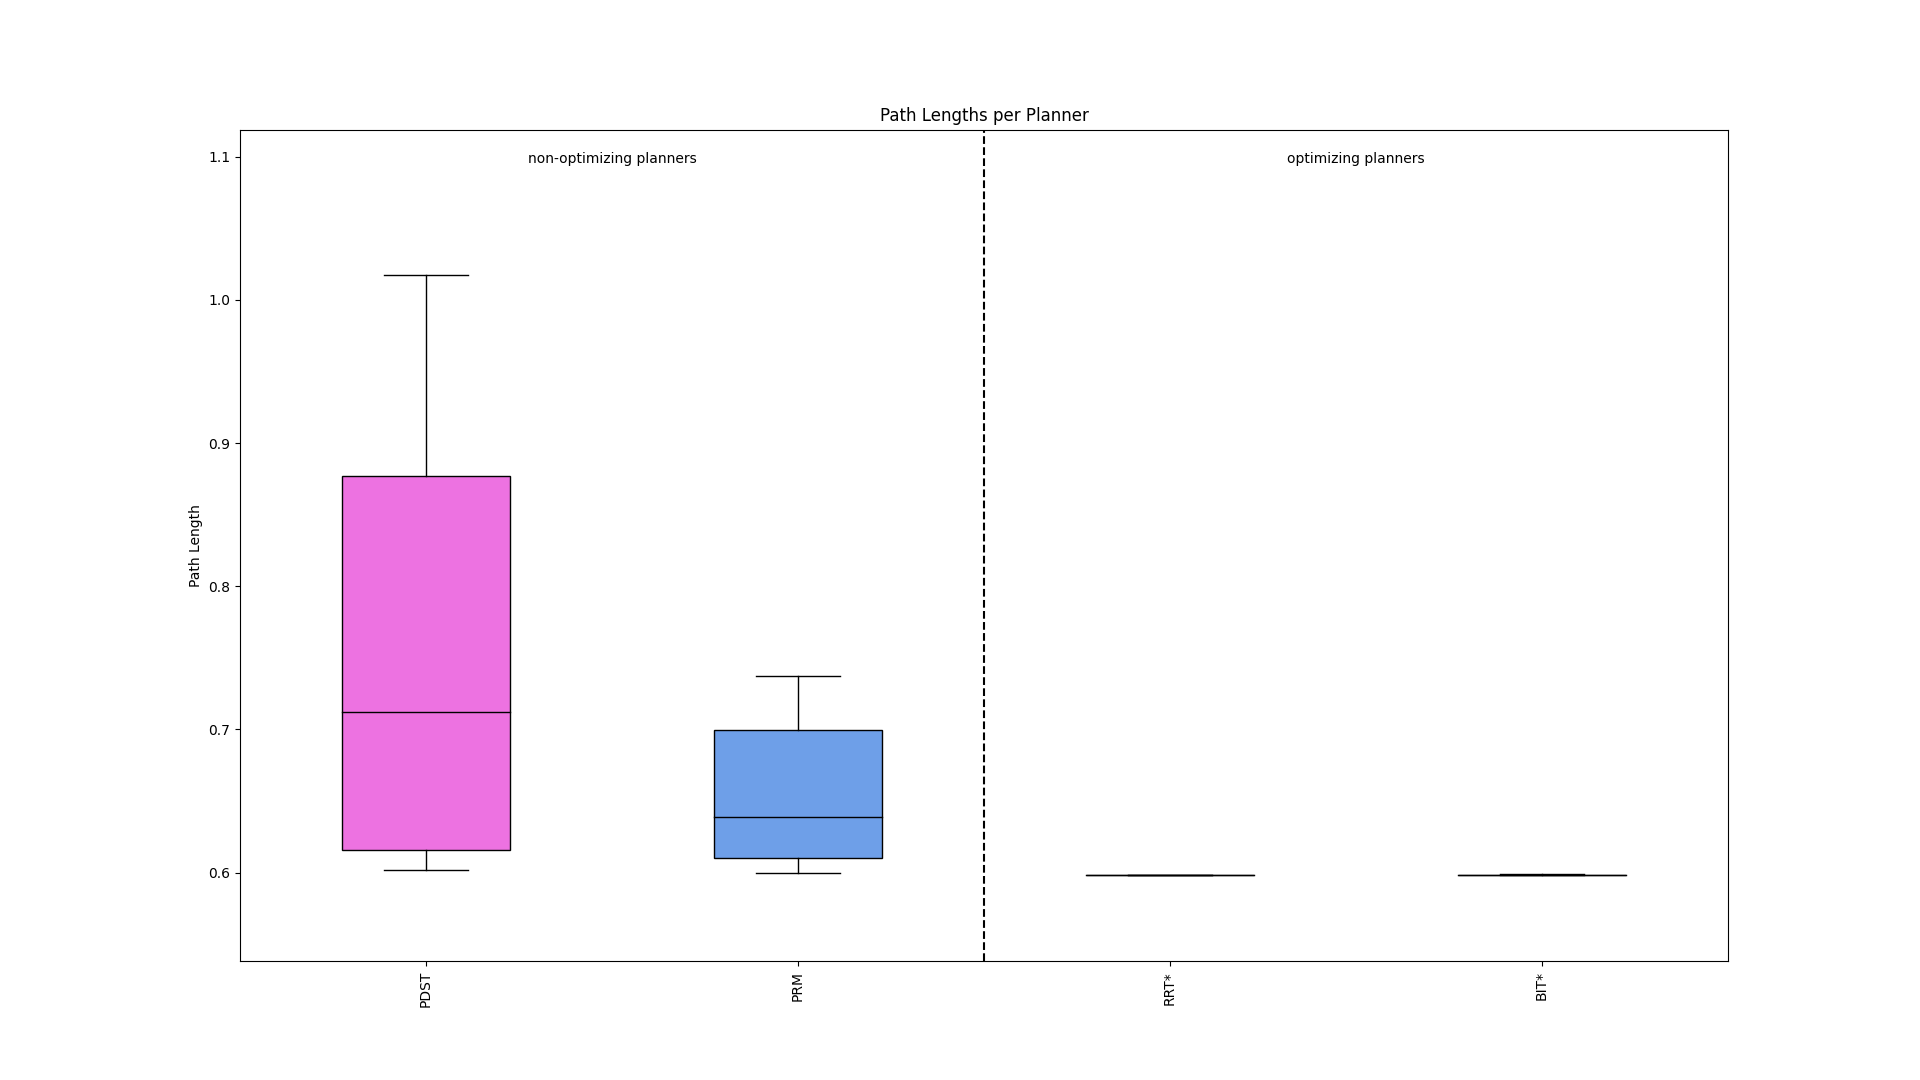 Path Lengths per Planner
non-optimizing planners
optimizing planners
1.1
1.0
0.9
0.8
0.7
0.6
Path Length
PDST
PRM
RRT*
BIT*